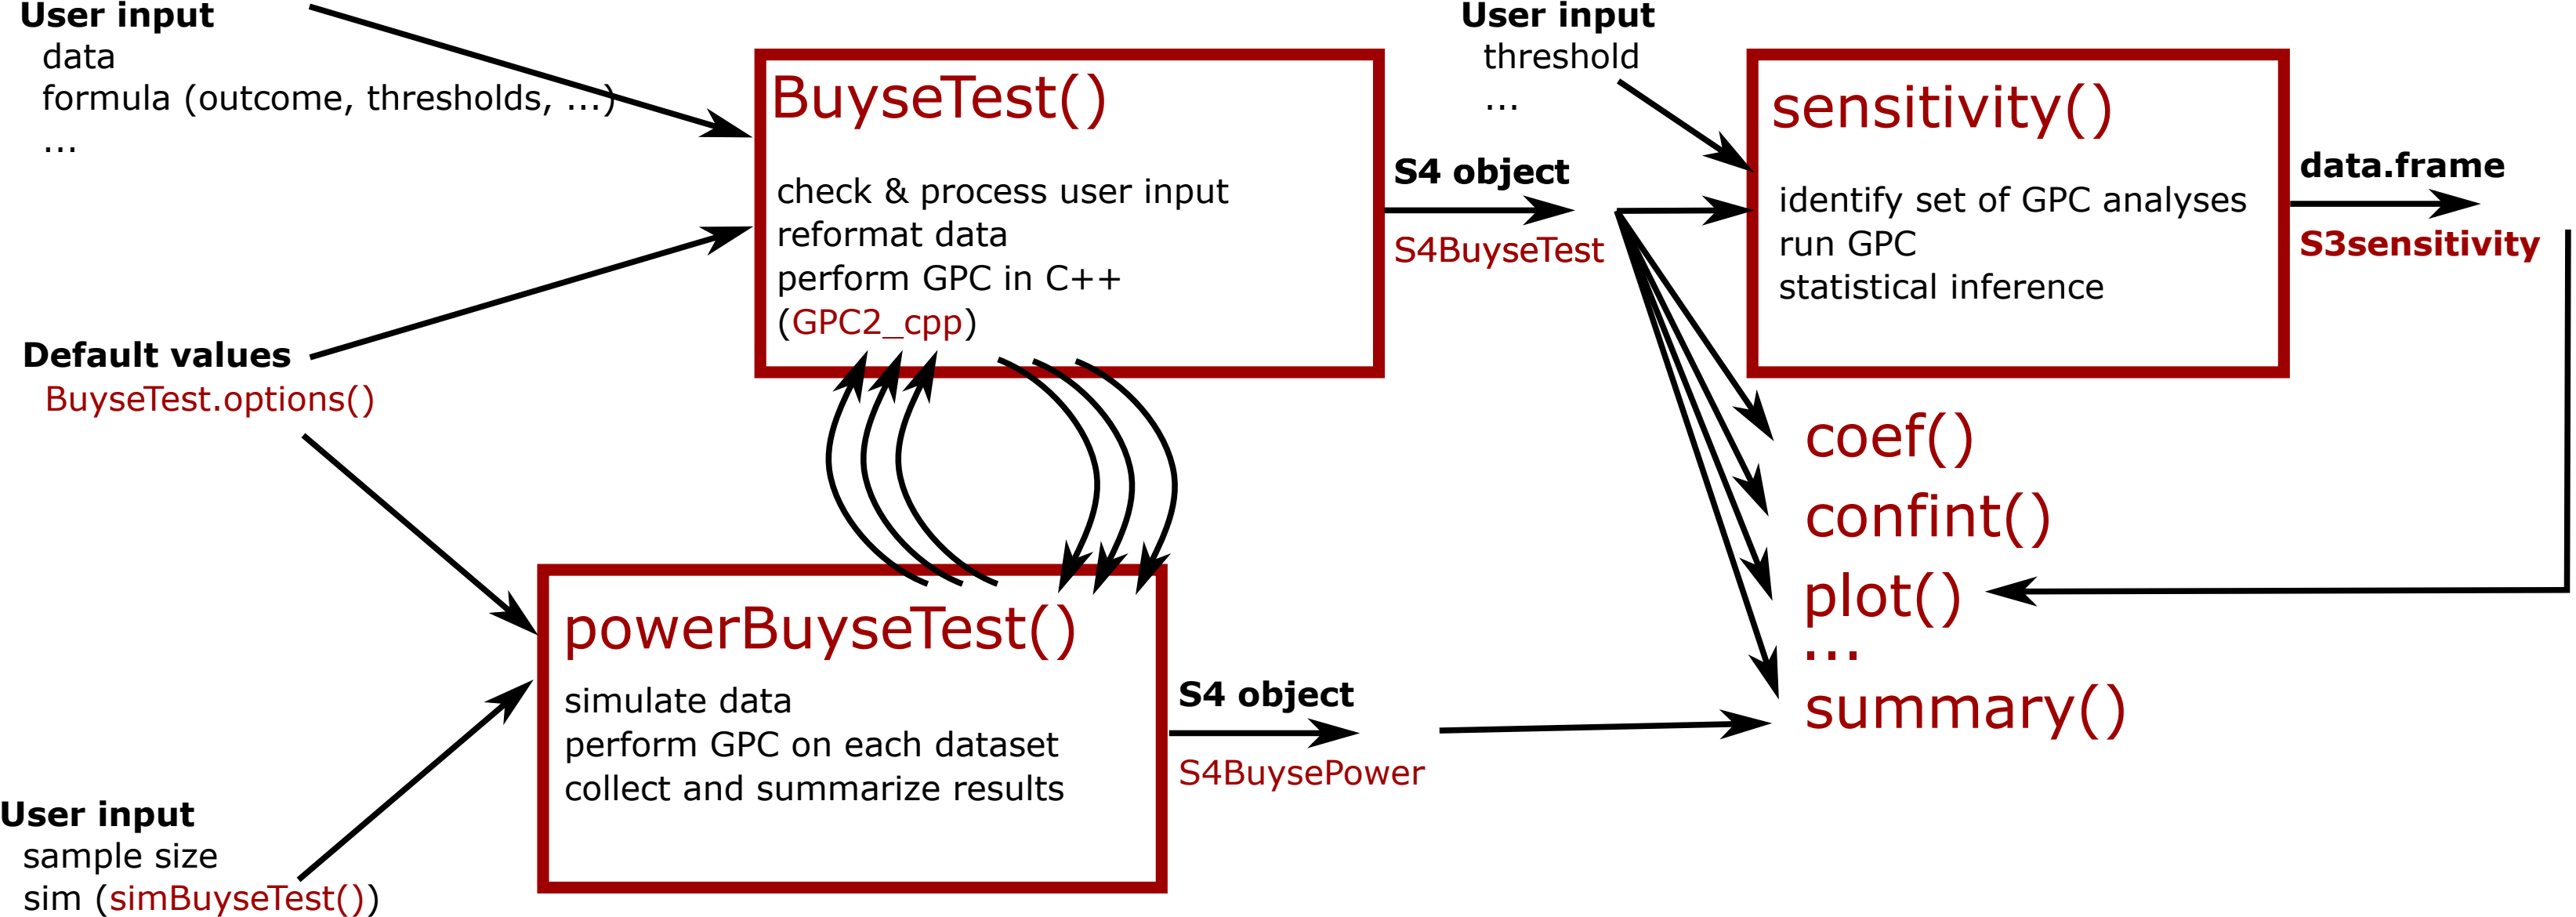 User input
data
formula (outcome, thresholds, ...)
...
Default values
BuyseTest.options()
User input
sample size
sim (simBuyseTest())
BuyseTest()
check & process user input
reformat data
perform GPC in C++
(GPC2_cpp)
powerBuyseTest()
simulate data
perform GPC on each dataset
collect and summarize results
S4 object
S4BuyseTest
S4 object
S4BuysePower
User input
threshold
...
sensitivity()
identify set of GPC analyses
run GPC
statistical inference
data.frame
S3sensitivity
coef()
confint()
plot()
...
summary()